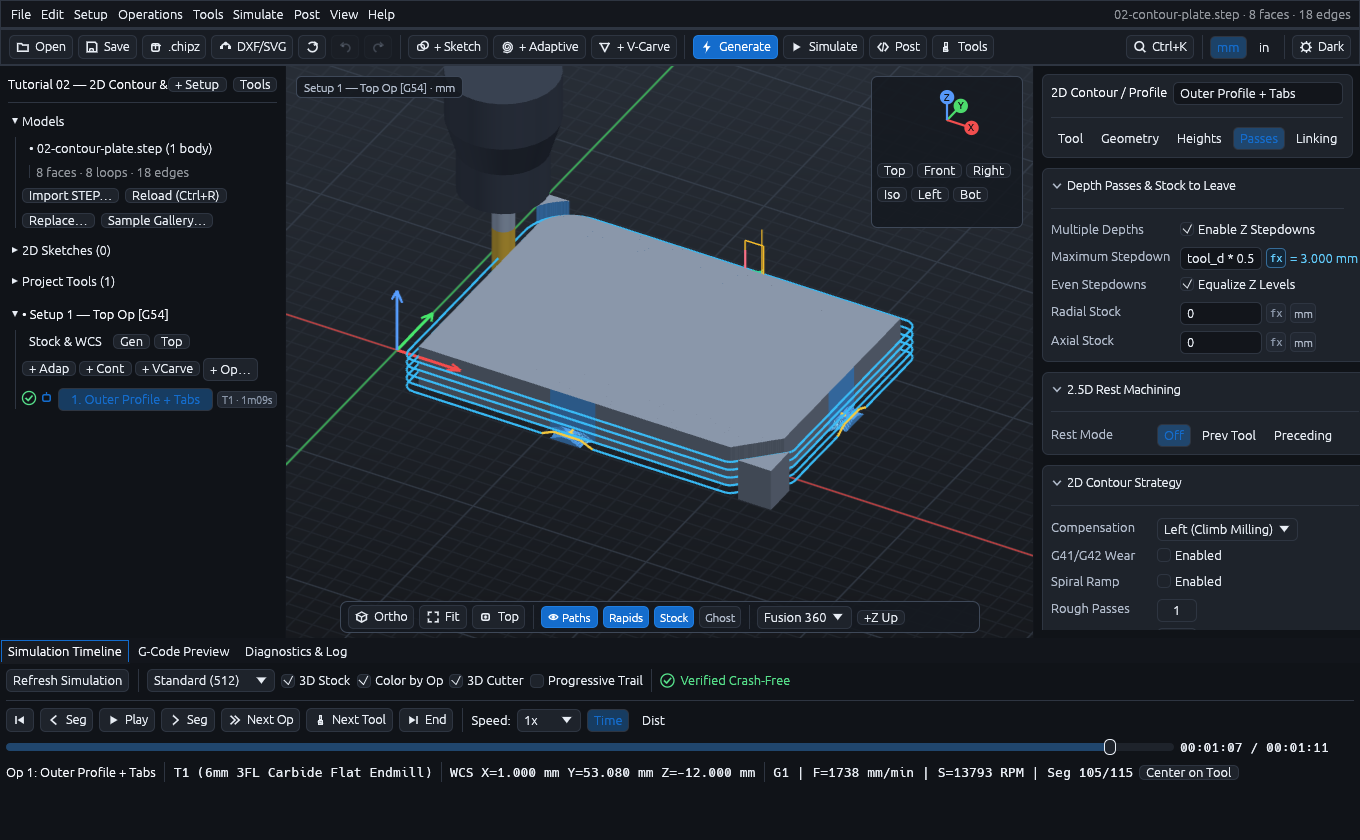 File Edit Setup Operations Tools Simulate Post View Help
02-contour-plate.step · 8 faces · 18 edges
Open Save .chipz DXF/SVG + Sketch + Adaptive + V-Carve Generate Simulate Post Tools Ctrl+K mm in Dark
Tutorial 02 — 2D Contour & + Setup Tools
Models
• 02-contour-plate.step (1 body)
8 faces · 8 loops · 18 edges
Import STEP... Reload (Ctrl+R)
Replace... Sample Gallery...
2D Sketches (0)
Project Tools (1)
• Setup 1 — Top Op [G54]
Stock & WCS Gen Top
+ Adap + Cont + VCarve + Op...
1. Outer Profile + Tabs T1 · 1m09s
Setup 1 — Top Op [G54] · mm
Z
Y
X
Top Front Right
Iso Left Bot
Ortho Fit Top Paths Rapids Stock Ghost Fusion 360 +Z Up
2D Contour / Profile Outer Profile + Tabs
Tool Geometry Heights Passes Linking
Depth Passes & Stock to Leave
Multiple Depths Enable Z Stepdowns
Maximum Stepdown tool_d * 0.5 fx = 3.000 mm
Even Stepdowns Equalize Z Levels
Radial Stock 0 fx mm
Axial Stock 0 fx mm
2.5D Rest Machining
Rest Mode Off Prev Tool Preceding
2D Contour Strategy
Compensation Left (Climb Milling)
G41/G42 Wear Enabled
Spiral Ramp Enabled
Rough Passes 1
Simulation Timeline G-Code Preview Diagnostics & Log
Refresh Simulation Standard (512) 3D Stock Color by Op 3D Cutter Progressive Trail Verified Crash-Free
Seg Play Seg Next Op Next Tool End Speed: 1x Time Dist
00:01:07 / 00:01:11
Op 1: Outer Profile + Tabs T1 (6mm 3FL Carbide Flat Endmill) WCS X=1.000 mm Y=53.080 mm Z=-12.000 mm G1 | F=1738 mm/min | S=13793 RPM | Seg 105/115 Center on Tool